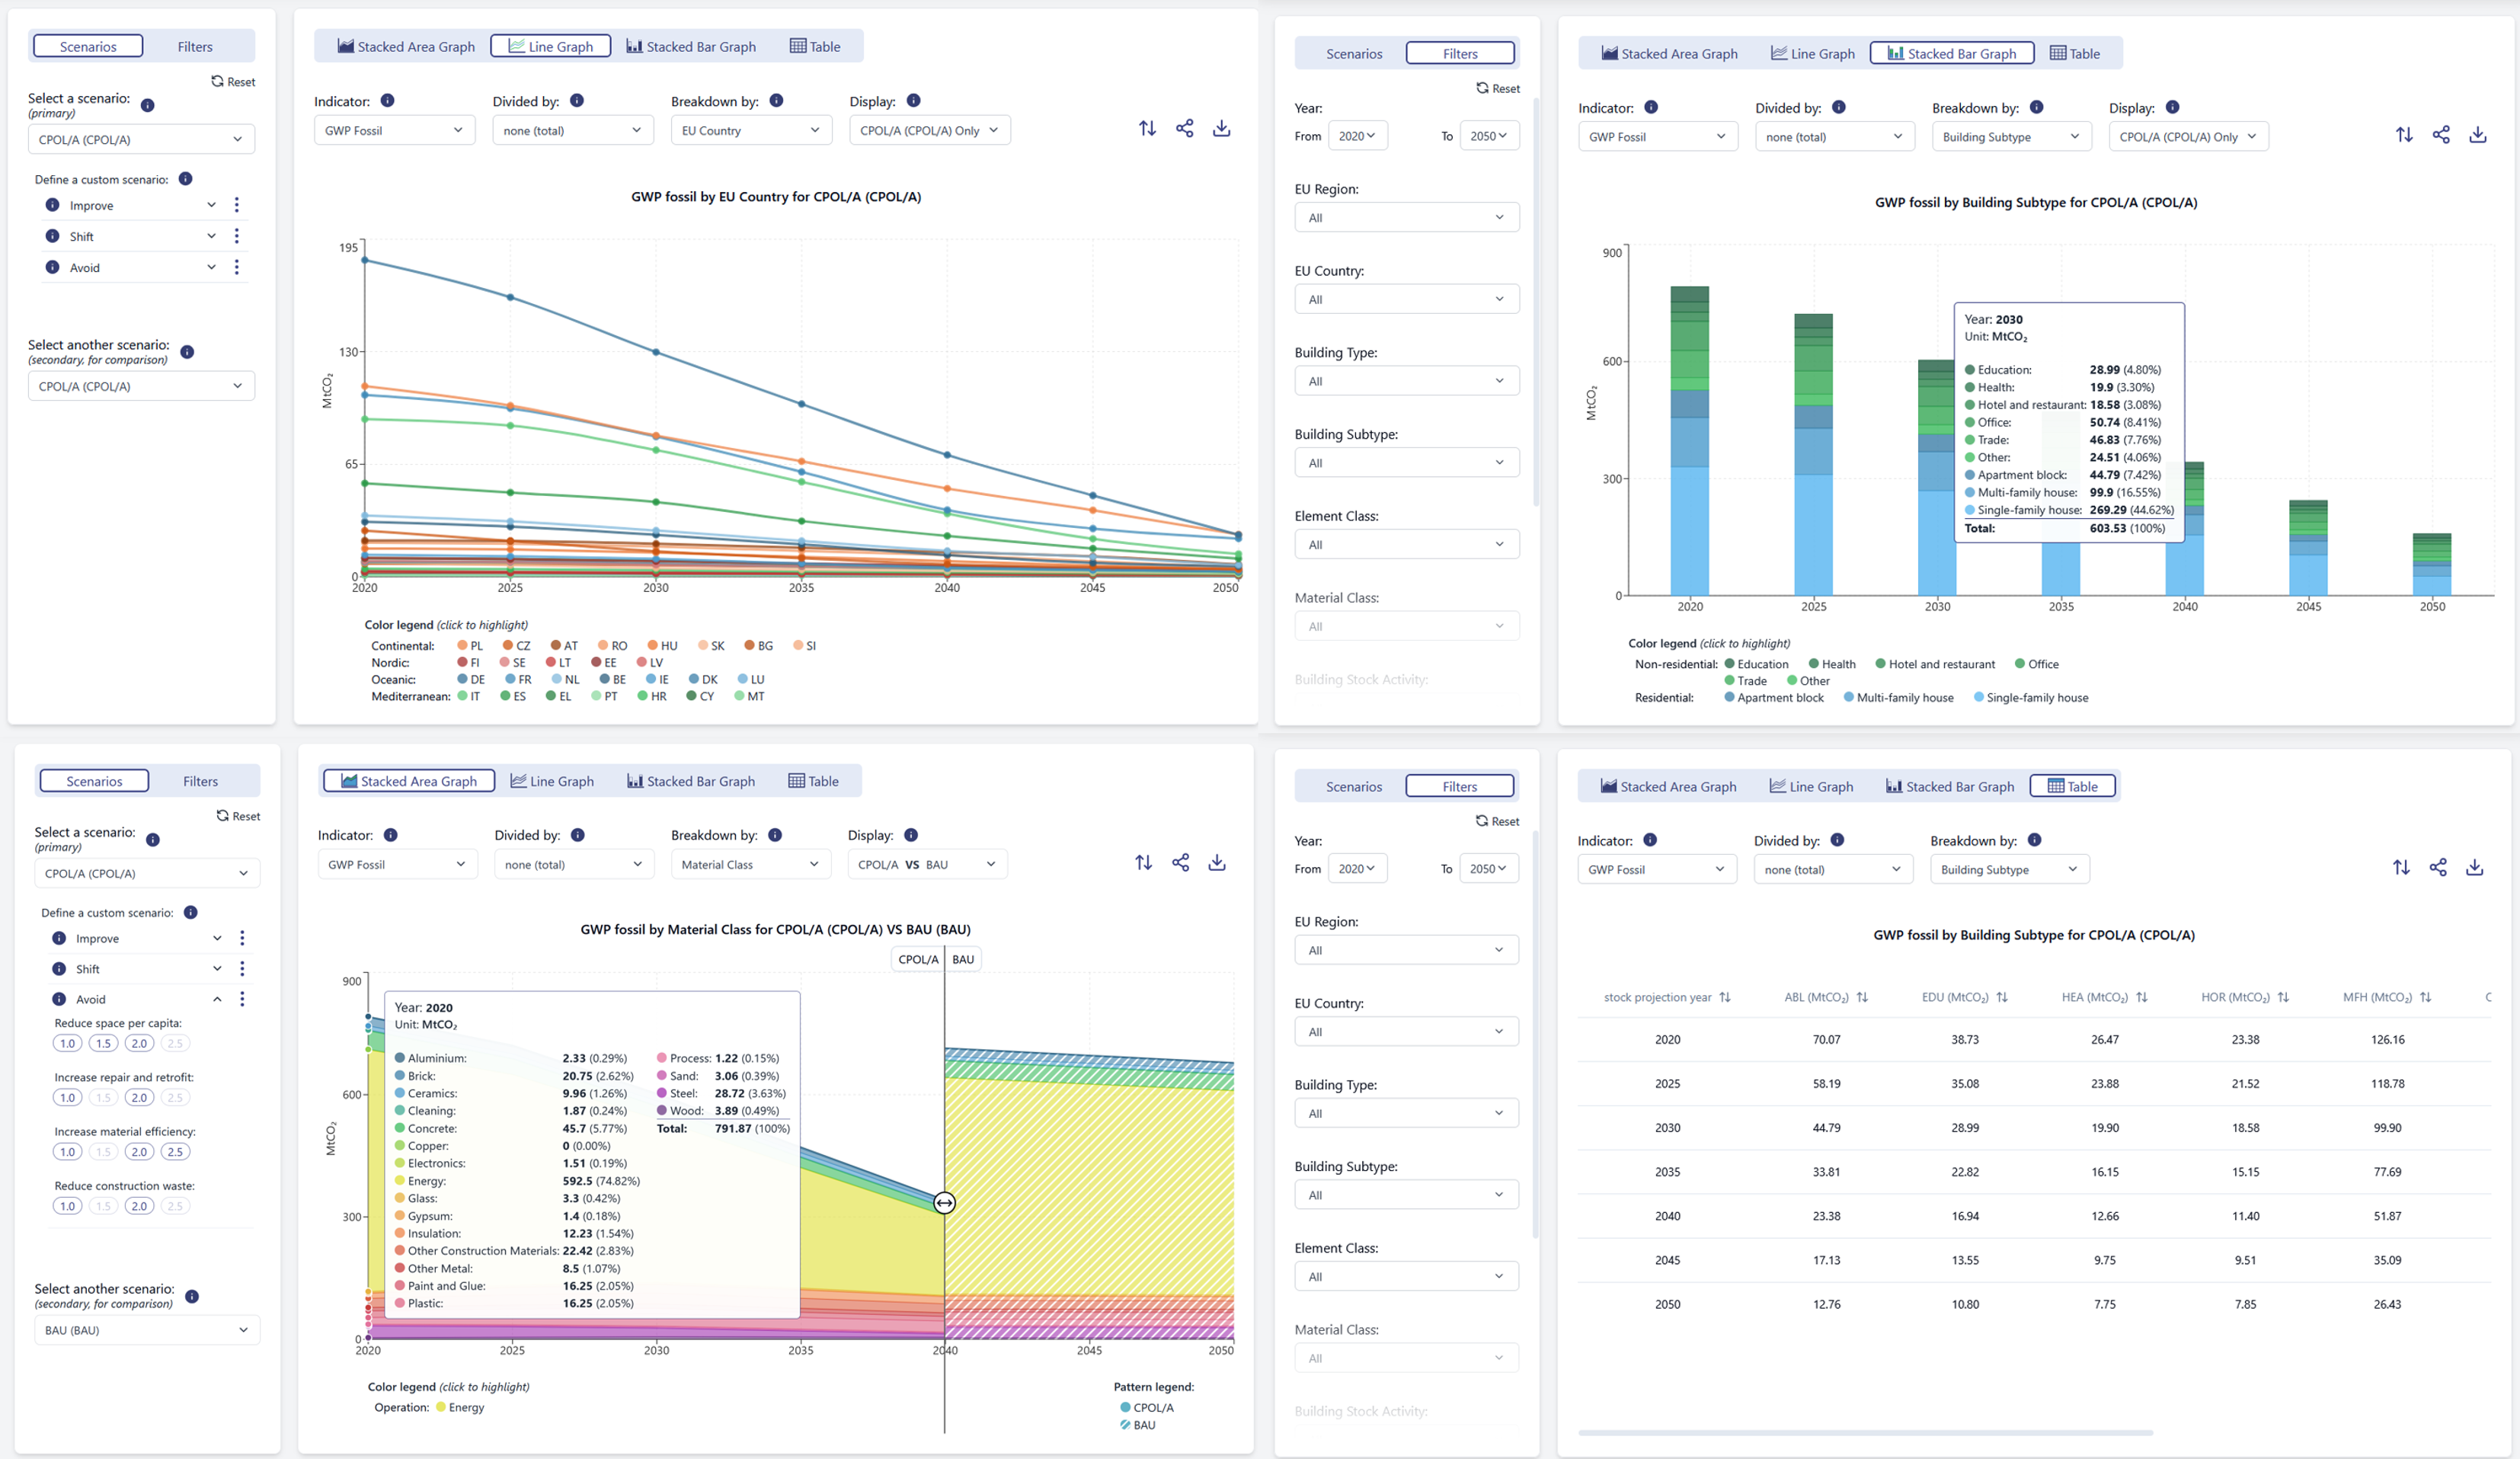 Scenarios Filters
Reset
Select a scenario:
(primary)
CPOL/A (CPOL/A)
Define a custom scenario:
Improve
Shift
Avoid
Select another scenario:
(secondary, for comparison)
CPOL/A (CPOL/A)
Stacked Area Graph Line Graph Stacked Bar Graph Table
Indicator: Divided by: Breakdown by: Display:
GWP Fossil none (total) EU Country CPOL/A (CPOL/A) Only
GWP fossil by EU Country for CPOL/A (CPOL/A)
195
130
65
0
MtCO₂
2020 2025 2030 2035 2040 2045 2050
Color legend (click to highlight)
Continental: PL CZ AT RO HU SK BG SI
Nordic: FI SE LT EE LV
Oceanic: DE FR NL BE IE DK LU
Mediterranean: IT ES EL PT HR CY MT
Scenarios Filters
Reset
Year:
From 2020 To 2050
EU Region:
All
EU Country:
All
Building Type:
All
Building Subtype:
All
Element Class:
All
Material Class:
All
Building Stock Activity:
Stacked Area Graph Line Graph Stacked Bar Graph Table
Indicator: Divided by: Breakdown by: Display:
GWP Fossil none (total) Building Subtype CPOL/A (CPOL/A) Only
GWP fossil by Building Subtype for CPOL/A (CPOL/A)
900
600
300
0
MtCO₂
Year: 2030
Unit: MtCO₂
Education: 28.99 (4.80%)
Health: 19.9 (3.30%)
Hotel and restaurant: 18.58 (3.08%)
Office: 50.74 (8.41%)
Trade: 46.83 (7.76%)
Other: 24.51 (4.06%)
Apartment block: 44.79 (7.42%)
Multi-family house: 99.9 (16.55%)
Single-family house: 269.29 (44.62%)
Total: 603.53 (100%)
2020 2025 2030 2035 2040 2045 2050
Color legend (click to highlight)
Non-residential: Education Health Hotel and restaurant Office
Trade Other
Residential: Apartment block Multi-family house Single-family house
Scenarios Filters
Reset
Select a scenario:
(primary)
CPOL/A (CPOL/A)
Define a custom scenario:
Improve
Shift
Avoid
Reduce space per capita:
1.0 1.5 2.0 2.5
Increase repair and retrofit:
1.0 1.5 2.0 2.5
Increase material efficiency:
1.0 1.5 2.0 2.5
Reduce construction waste:
1.0 1.5 2.0 2.5
Select another scenario:
(secondary, for comparison)
BAU (BAU)
Stacked Area Graph Line Graph Stacked Bar Graph Table
Indicator: Divided by: Breakdown by: Display:
GWP Fossil none (total) Material Class CPOL/A VS BAU
GWP fossil by Material Class for CPOL/A (CPOL/A) VS BAU (BAU)
CPOL/A BAU
900
600
300
0
MtCO₂
Year: 2020
Unit: MtCO₂
Aluminium: 2.33 (0.29%) Process: 1.22 (0.15%)
Brick: 20.75 (2.62%) Sand: 3.06 (0.39%)
Ceramics: 9.96 (1.26%) Steel: 28.72 (3.63%)
Cleaning: 1.87 (0.24%) Wood: 3.89 (0.49%)
Concrete: 45.7 (5.77%) Total: 791.87 (100%)
Copper: 0 (0.00%)
Electronics: 1.51 (0.19%)
Energy: 592.5 (74.82%)
Glass: 3.3 (0.42%)
Gypsum: 1.4 (0.18%)
Insulation: 12.23 (1.54%)
Other Construction Materials: 22.42 (2.83%)
Other Metal: 8.5 (1.07%)
Paint and Glue: 16.25 (2.05%)
Plastic: 16.25 (2.05%)
2020 2025 2030 2035 2040 2045 2050
Color legend (click to highlight)
Operation: Energy
Pattern legend:
CPOL/A
BAU
Scenarios Filters
Reset
Year:
From 2020 To 2050
EU Region:
All
EU Country:
All
Building Type:
All
Building Subtype:
All
Element Class:
All
Material Class:
All
Building Stock Activity:
Stacked Area Graph Line Graph Stacked Bar Graph Table
Indicator: Divided by: Breakdown by:
GWP Fossil none (total) Building Subtype
GWP fossil by Building Subtype for CPOL/A (CPOL/A)
stock projection year ABL (MtCO₂) EDU (MtCO₂) HEA (MtCO₂) HOR (MtCO₂) MFH (MtCO₂)
2020 70.07 38.73 26.47 23.38 126.16
2025 58.19 35.08 23.88 21.52 118.78
2030 44.79 28.99 19.90 18.58 99.90
2035 33.81 22.82 16.15 15.15 77.69
2040 23.38 16.94 12.66 11.40 51.87
2045 17.13 13.55 9.75 9.51 35.09
2050 12.76 10.80 7.75 7.85 26.43